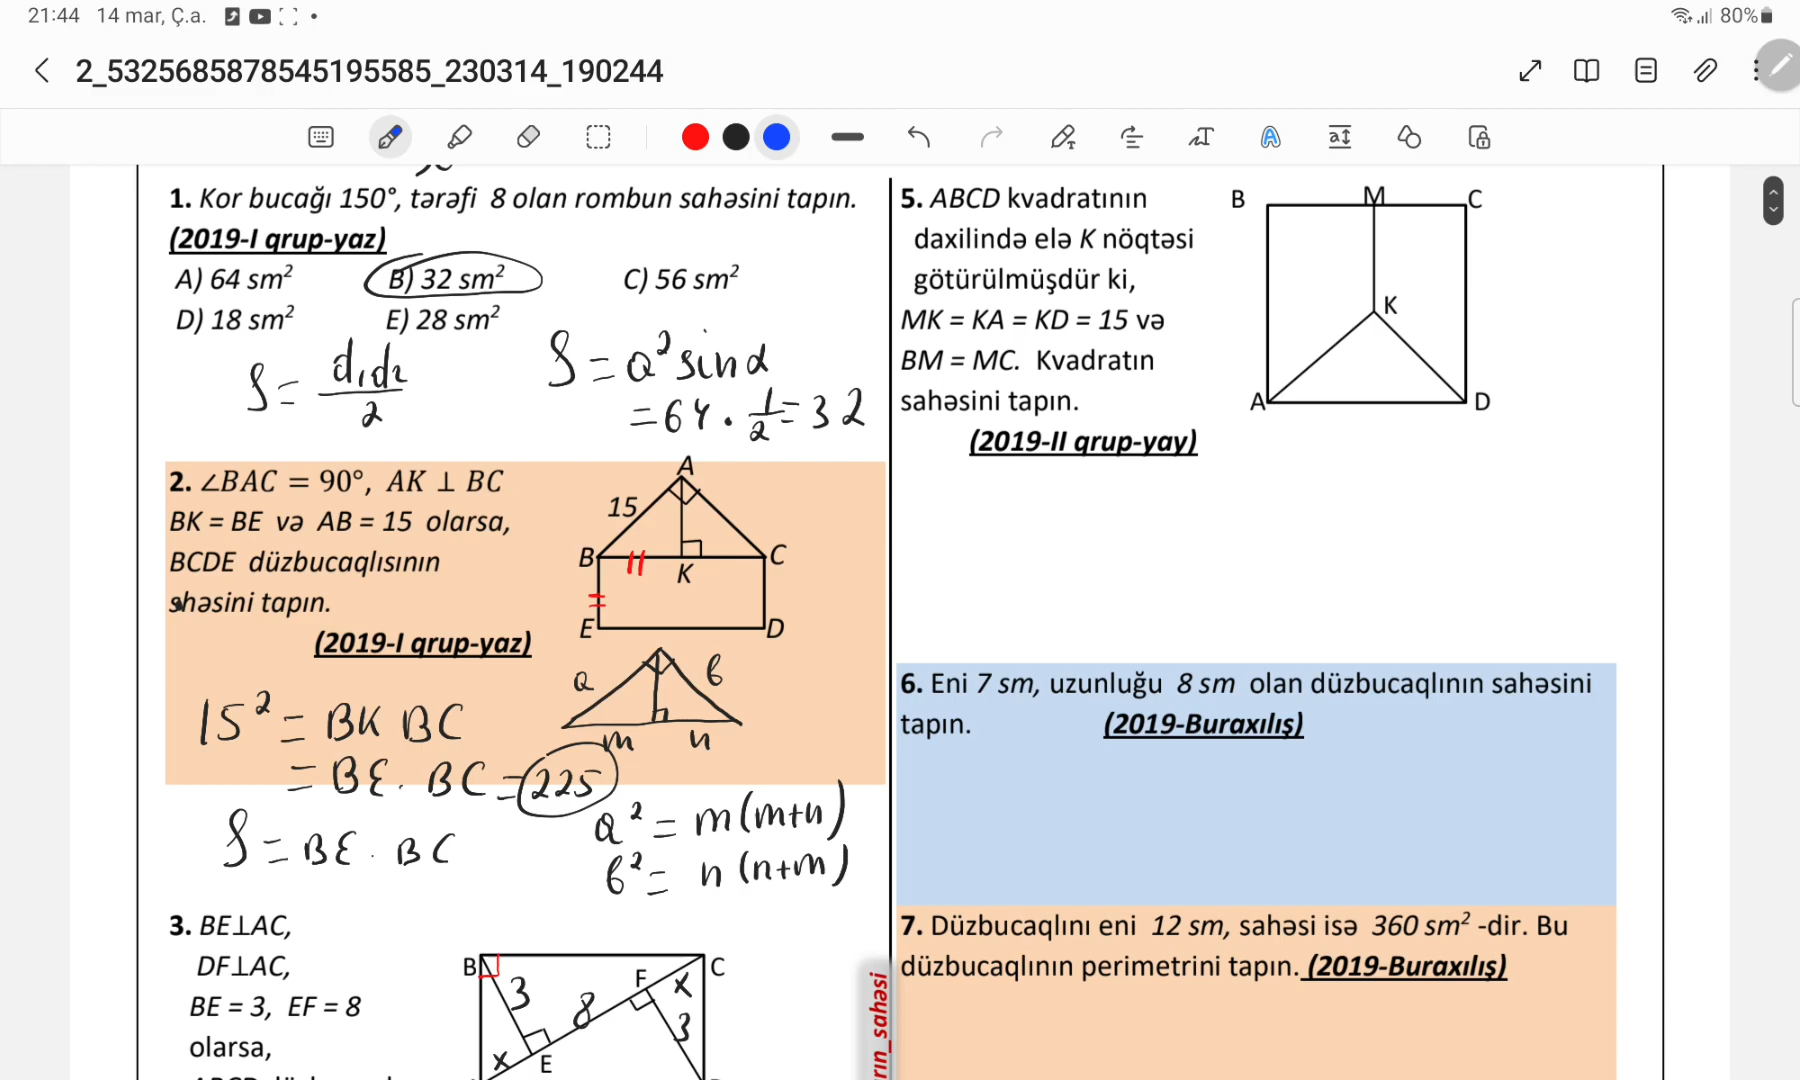 21:44 14 mar, Ç.a. 80%
2_5325685878545195585_230314_190244
1. Kor bucağı 150°, tərəfi 8 olan rombun sahəsini tapın.
(2019-I qrup-yaz)
A) 64 sm² B) 32 sm² C) 56 sm²
D) 18 sm² E) 28 sm²
S = d₁d₂/2
S = a² sin α
= 64 · 1/2 = 32
2. ∠BAC = 90°, AK ⊥ BC
BK = BE və AB = 15 olarsa,
BCDE düzbucaqlısının
shəsini tapın.
(2019-I qrup-yaz)
A
15
B K C
E D
a b
m n
15² = BK BC
= BE · BC = 225
S = BE · BC
a² = m(m+n)
b² = n(n+m)
3. BE⊥AC,
DF⊥AC,
BE = 3, EF = 8
olarsa,
B F C
3 8 x
3
x E
5. ABCD kvadratının
daxilində elə K nöqtəsi
götürülmüşdür ki,
MK = KA = KD = 15 və
BM = MC. Kvadratın
sahəsini tapın.
(2019-II qrup-yay)
B M C
K
A D
6. Eni 7 sm, uzunluğu 8 sm olan düzbucaqlının sahəsini
tapın. (2019-Buraxılış)
7. Düzbucaqlını eni 12 sm, sahəsi isə 360 sm² -dir. Bu
düzbucaqlının perimetrini tapın. (2019-Buraxılış)
rın_sahəsi